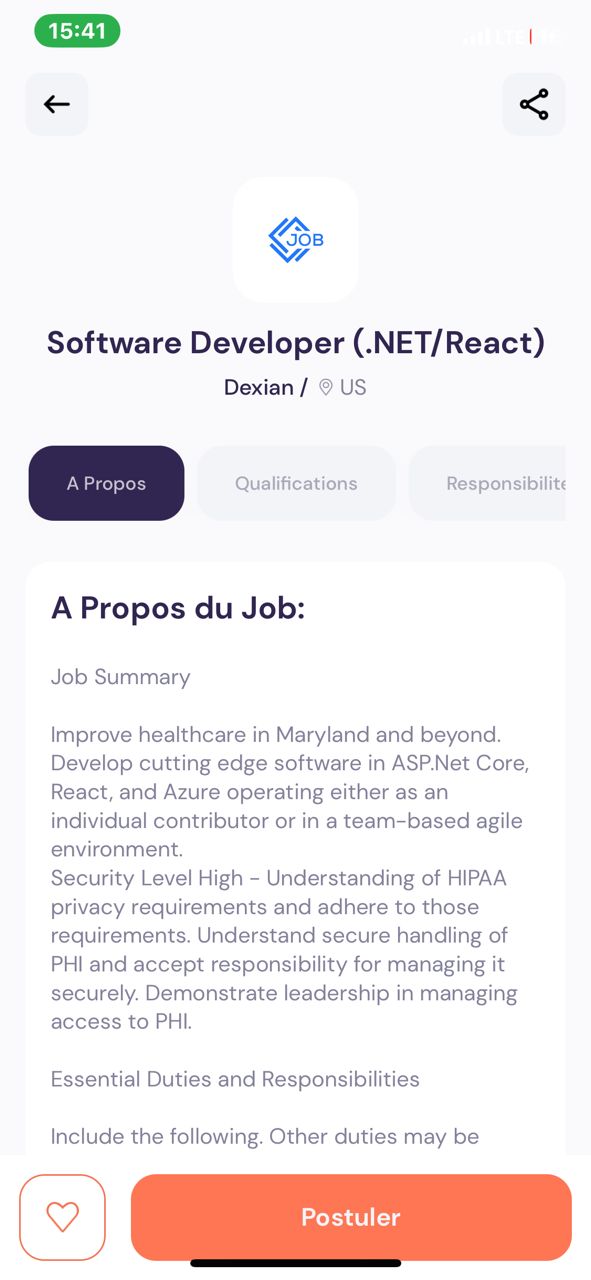 15:41
LTE
JOB
Software Developer (.NET/React)
Dexian / US
A Propos
Qualifications
Responsibilite
A Propos du Job:
Job Summary
Improve healthcare in Maryland and beyond.
Develop cutting edge software in ASP.Net Core,
React, and Azure operating either as an
individual contributor or in a team-based agile
environment.
Security Level High - Understanding of HIPAA
privacy requirements and adhere to those
requirements. Understand secure handling of
PHI and accept responsibility for managing it
securely. Demonstrate leadership in managing
access to PHI.
Essential Duties and Responsibilities
Include the following. Other duties may be
Postuler